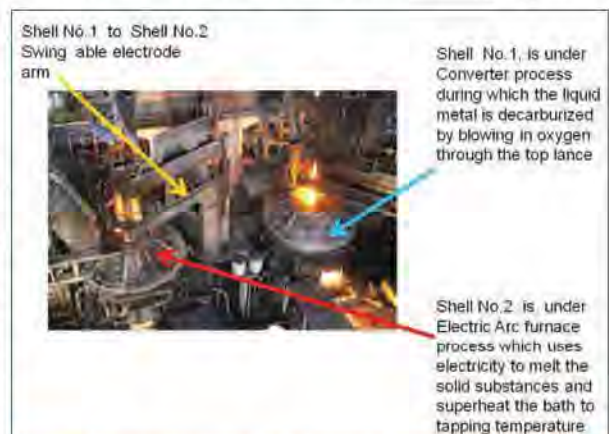 Shell No.1 to Shell No.2
Swing able electrode
arm
Shell No.1, is under
Converter process
during which the liquid
metal is decarburized
by blowing in oxygen
through the top lance
Shell No.2 is under
Electric Arc furnace
process which uses
electricity to melt the
solid substances and
superheat the bath to
tapping temperature